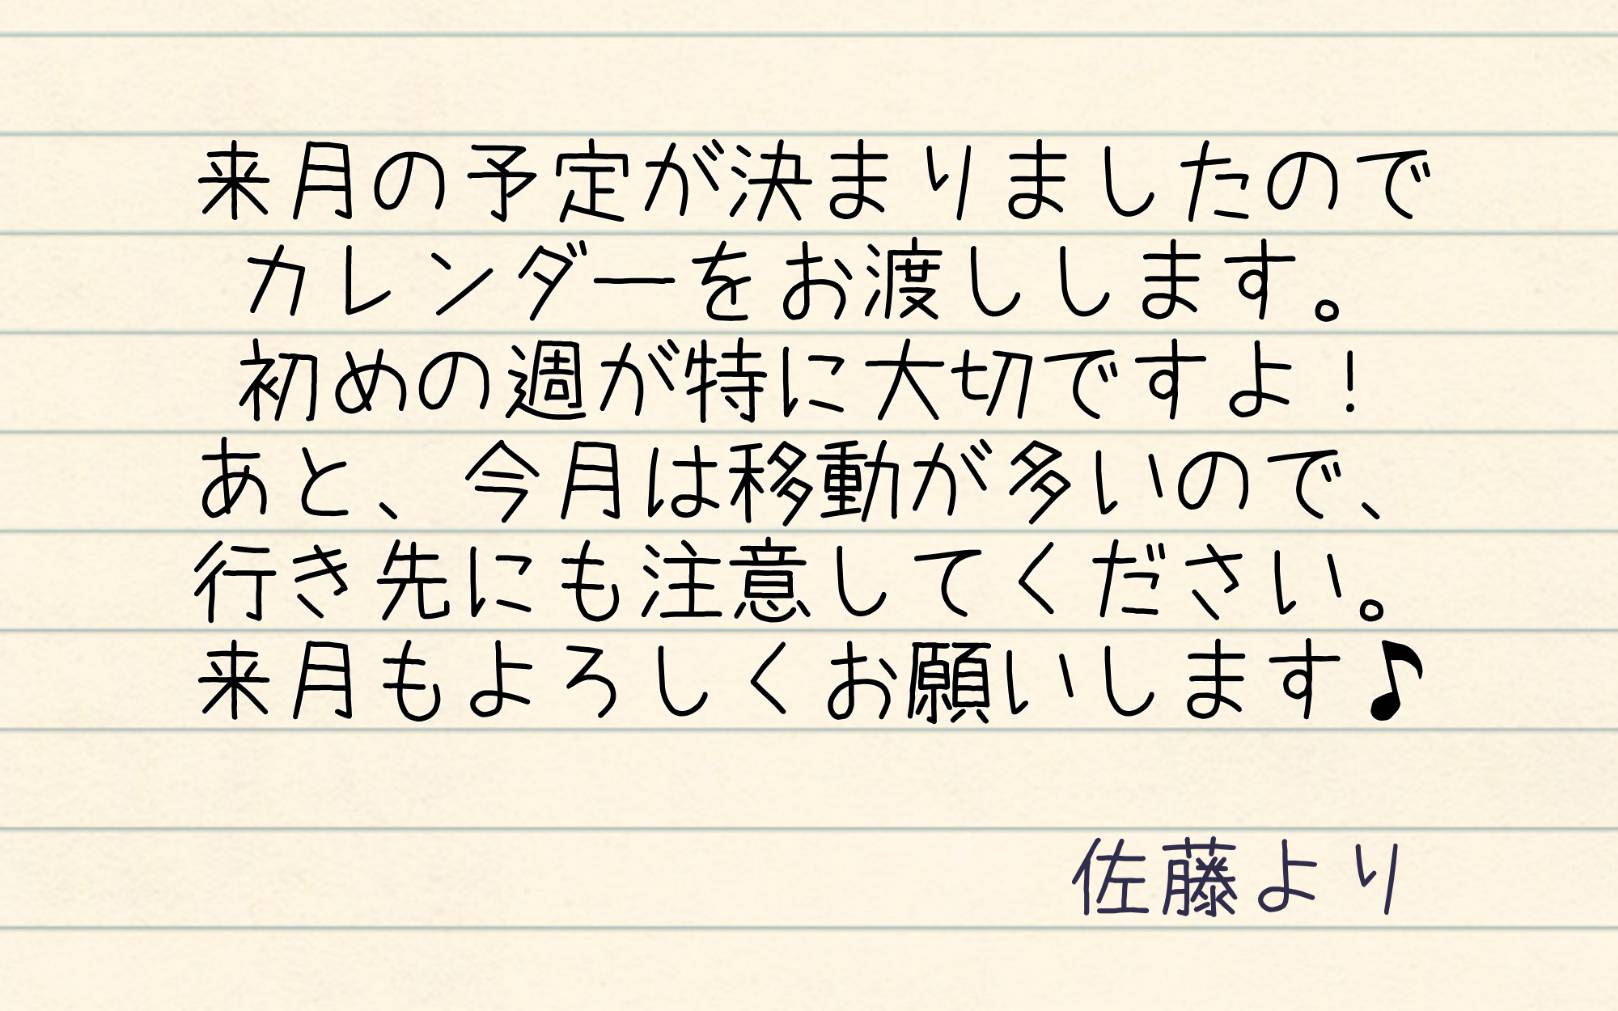 来月の予定が決まりましたので
カレンダーをお渡しします。
初めの週が特に大切ですよ！
あと、今月は移動が多いので、
行き先にも注意してください。
来月もよろしくお願いします♪
佐藤より